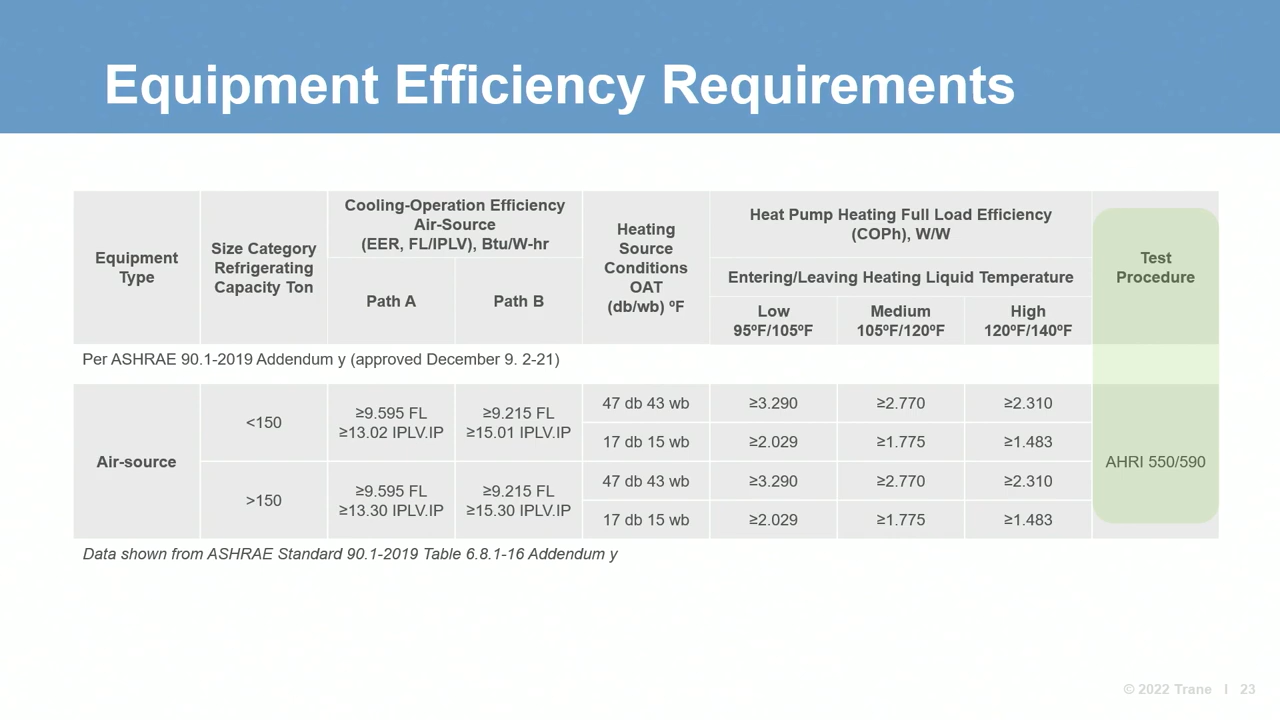 Equipment Efficiency Requirements
Equipment
Type
Size Category
Refrigerating
Capacity Ton
Cooling-Operation Efficiency
Air-Source
(EER, FL/IPLV), Btu/W-hr
Path A
Path B
Heating
Source
Conditions
OAT
(db/wb) ºF
Heat Pump Heating Full Load Efficiency
(COPh), W/W
Entering/Leaving Heating Liquid Temperature
Low
95ºF/105ºF
Medium
105ºF/120ºF
High
120ºF/140ºF
Test
Procedure
Per ASHRAE 90.1-2019 Addendum y (approved December 9. 2-21)
Air-source
<150
≥9.595 FL
≥13.02 IPLV.IP
≥9.215 FL
≥15.01 IPLV.IP
47 db 43 wb
≥3.290
≥2.770
≥2.310
17 db 15 wb
≥2.029
≥1.775
≥1.483
>150
≥9.595 FL
≥13.30 IPLV.IP
≥9.215 FL
≥15.30 IPLV.IP
47 db 43 wb
≥3.290
≥2.770
≥2.310
17 db 15 wb
≥2.029
≥1.775
≥1.483
AHRI 550/590
Data shown from ASHRAE Standard 90.1-2019 Table 6.8.1-16 Addendum y
© 2022 Trane I 23